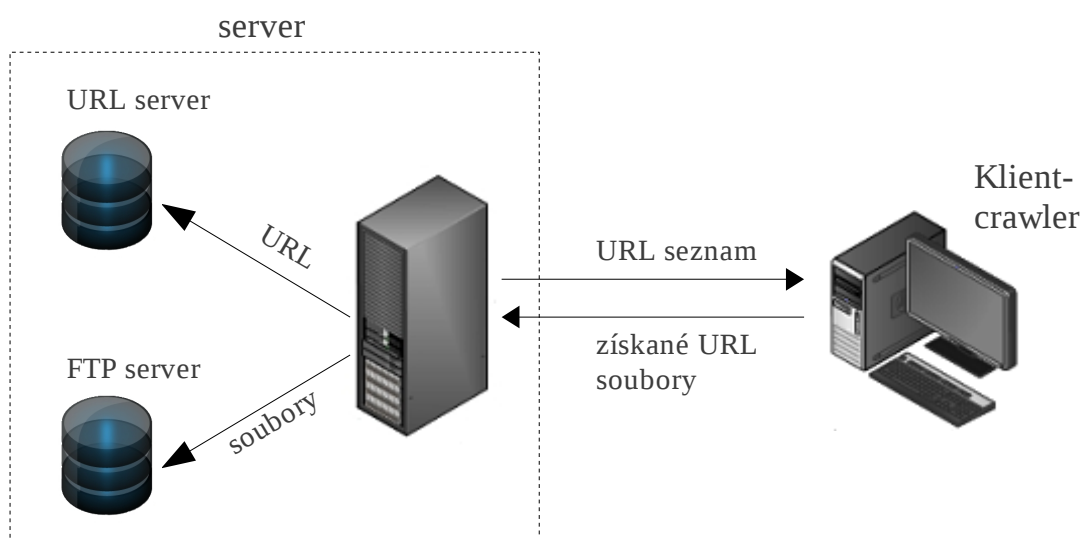 server
URL server
Klient-
crawler
URL
URL seznam
získané URL
soubory
FTP server
soubory